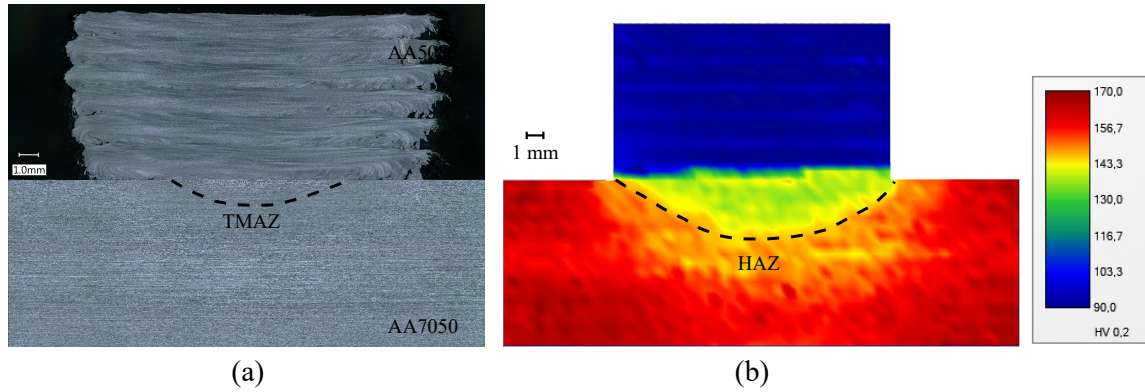 AA50
1.0mm
TMAZ
AA7050
(a)
1 mm
HAZ
(b)
170,0
156,7
143,3
130,0
116,7
103,3
90,0
HV 0,2